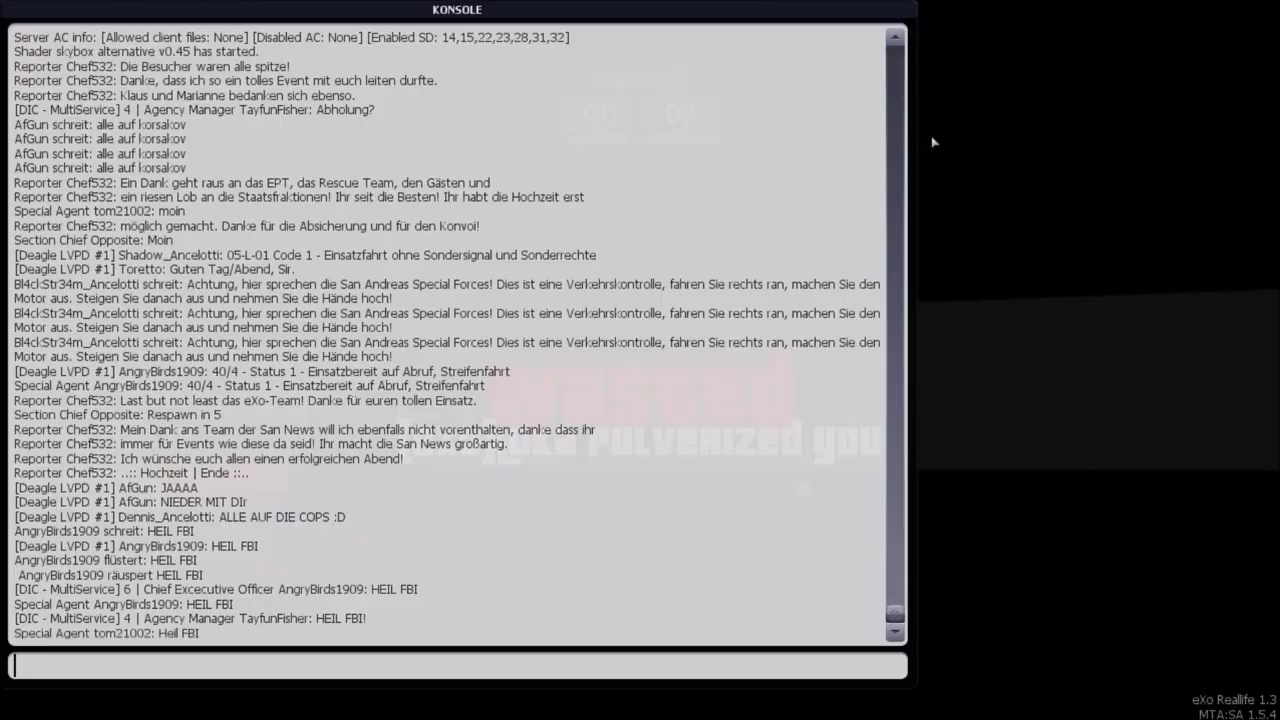 KONSOLE
Server AC info: [Allowed client files: None] [Disabled AC: None] [Enabled SD: 14,15,22,23,28,31,32]
Shader skybox alternative v0.45 has started.
Reporter Chef532: Die Besucher waren alle spitze!
Reporter Chef532: Danke, dass ich so ein tolles Event mit euch leiten durfte.
Reporter Chef532: Klaus und Marianne bedanken sich ebenso.
[DIC - MultiService] 4 | Agency Manager TayfunFisher: Abholung?
AfGun schreit: alle auf korsakov
AfGun schreit: alle auf korsakov
AfGun schreit: alle auf korsakov
AfGun schreit: alle auf korsakov
Reporter Chef532: Ein Dank geht raus an das EPT, das Rescue Team, den Gästen und
Reporter Chef532: ein riesen Lob an die Staatsfraktionen! Ihr seit die Besten! Ihr habt die Hochzeit erst
Special Agent tom21002: moin
Reporter Chef532: möglich gemacht. Danke für die Absicherung und für den Konvoi!
Section Chief Opposite: Moin
[Deagle LVPD #1] Shadow_Ancelotti: 05-L-01 Code 1 - Einsatzfahrt ohne Sondersignal und Sonderrechte
[Deagle LVPD #1] Toretto: Guten Tag/Abend, Sir.
Bl4ckStr34m_Ancelotti schreit: Achtung, hier sprechen die San Andreas Special Forces! Dies ist eine Verkehrskontrolle, fahren Sie rechts ran, machen Sie den
Motor aus. Steigen Sie danach aus und nehmen Sie die Hände hoch!
Bl4ckStr34m_Ancelotti schreit: Achtung, hier sprechen die San Andreas Special Forces! Dies ist eine Verkehrskontrolle, fahren Sie rechts ran, machen Sie den
Motor aus. Steigen Sie danach aus und nehmen Sie die Hände hoch!
Bl4ckStr34m_Ancelotti schreit: Achtung, hier sprechen die San Andreas Special Forces! Dies ist eine Verkehrskontrolle, fahren Sie rechts ran, machen Sie den
Motor aus. Steigen Sie danach aus und nehmen Sie die Hände hoch!
[Deagle LVPD #1] AngryBirds1909: 40/4 - Status 1 - Einsatzbereit auf Abruf, Streifenfahrt
Special Agent AngryBirds1909: 40/4 - Status 1 - Einsatzbereit auf Abruf, Streifenfahrt
Reporter Chef532: Last but not least das eXo-Team! Danke für euren tollen Einsatz.
Section Chief Opposite: Respawn in 5
Reporter Chef532: Mein Dank ans Team der San News will ich ebenfalls nicht vorenthalten, danke dass ihr
Reporter Chef532: immer für Events wie diese da seid! Ihr macht die San News großartig.
Reporter Chef532: Ich wünsche euch allen einen erfolgreichen Abend!
Reporter Chef532: ..:: Hochzeit | Ende ::..
[Deagle LVPD #1] AfGun: JAAAA
[Deagle LVPD #1] AfGun: NIEDER MIT DIr
[Deagle LVPD #1] Dennis_Ancelotti: ALLE AUF DIE COPS :D
AngryBirds1909 schreit: HEIL FBI
[Deagle LVPD #1] AngryBirds1909: HEIL FBI
AngryBirds1909 flüstert: HEIL FBI
AngryBirds1909 räuspert HEIL FBI
[DIC - MultiService] 6 | Chief Excecutive Officer AngryBirds1909: HEIL FBI
Special Agent AngryBirds1909: HEIL FBI
[DIC - MultiService] 4 | Agency Manager TayfunFisher: HEIL FBI!
Special Agent tom21002: Heil FBI
wasted
PULVERIZED YOU
eXo Reallife 1.3
MTA:SA 1.5.4